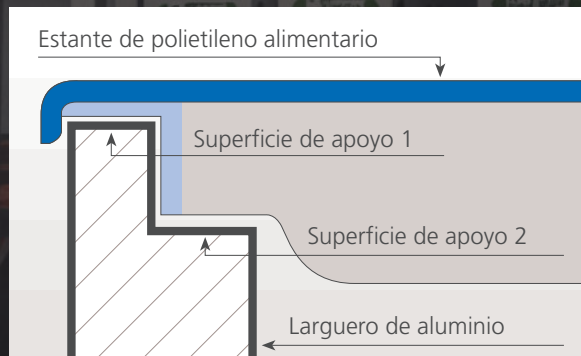 Estante de polietileno alimentario
Superficie de apoyo 1
Superficie de apoyo 2
Larguero de aluminio